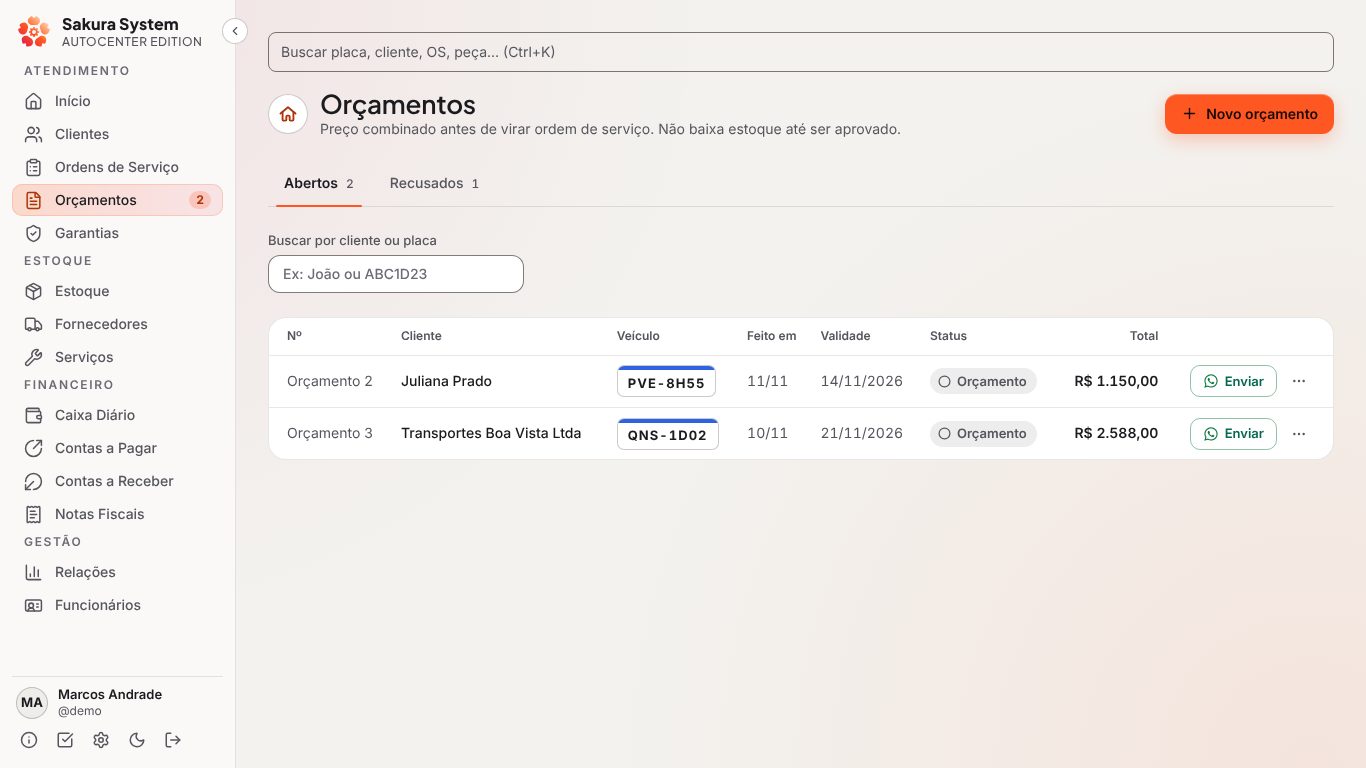 Sakura System
AUTOCENTER EDITION
ATENDIMENTO
Início
Clientes
Ordens de Serviço
Orçamentos 2
Garantias
ESTOQUE
Estoque
Fornecedores
Serviços
FINANCEIRO
Caixa Diário
Contas a Pagar
Contas a Receber
Notas Fiscais
GESTÃO
Relações
Funcionários
MA
Marcos Andrade
@demo
Buscar placa, cliente, OS, peça... (Ctrl+K)
Orçamentos
Preço combinado antes de virar ordem de serviço. Não baixa estoque até ser aprovado.
+ Novo orçamento
Abertos 2 Recusados 1
Buscar por cliente ou placa
Ex: João ou ABC1D23
Nº Cliente Veículo Feito em Validade Status Total
Orçamento 2 Juliana Prado PVE-8H55 11/11 14/11/2026 Orçamento R$ 1.150,00 Enviar ...
Orçamento 3 Transportes Boa Vista Ltda QNS-1D02 10/11 21/11/2026 Orçamento R$ 2.588,00 Enviar ...